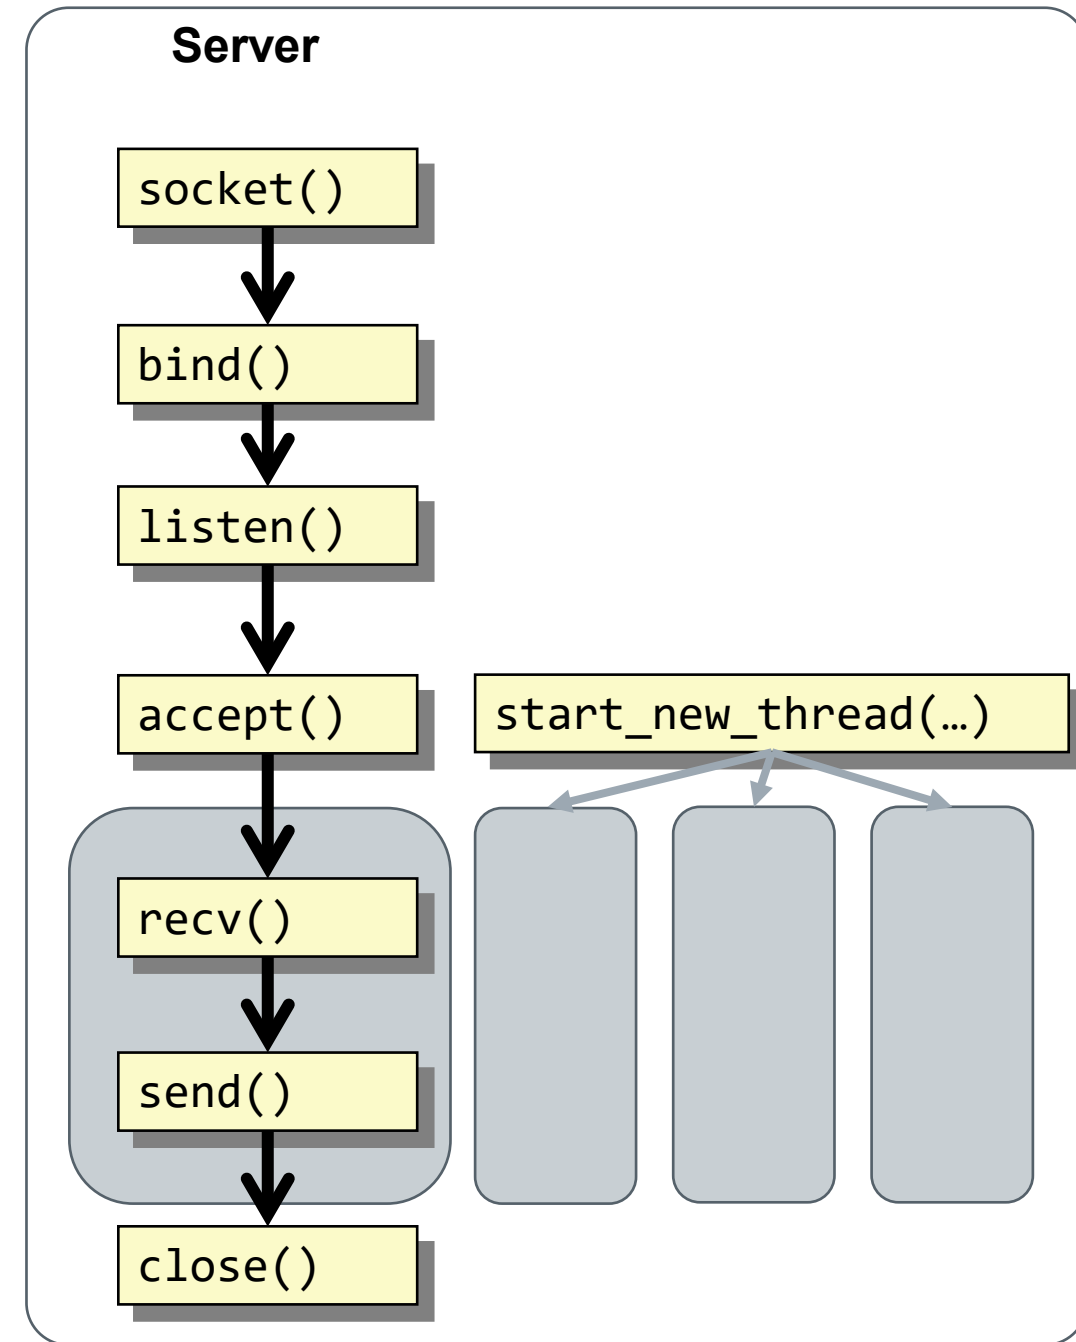 Server
socket()
bind()
listen()
accept()
start_new_thread(…)
recv()
send()
close()